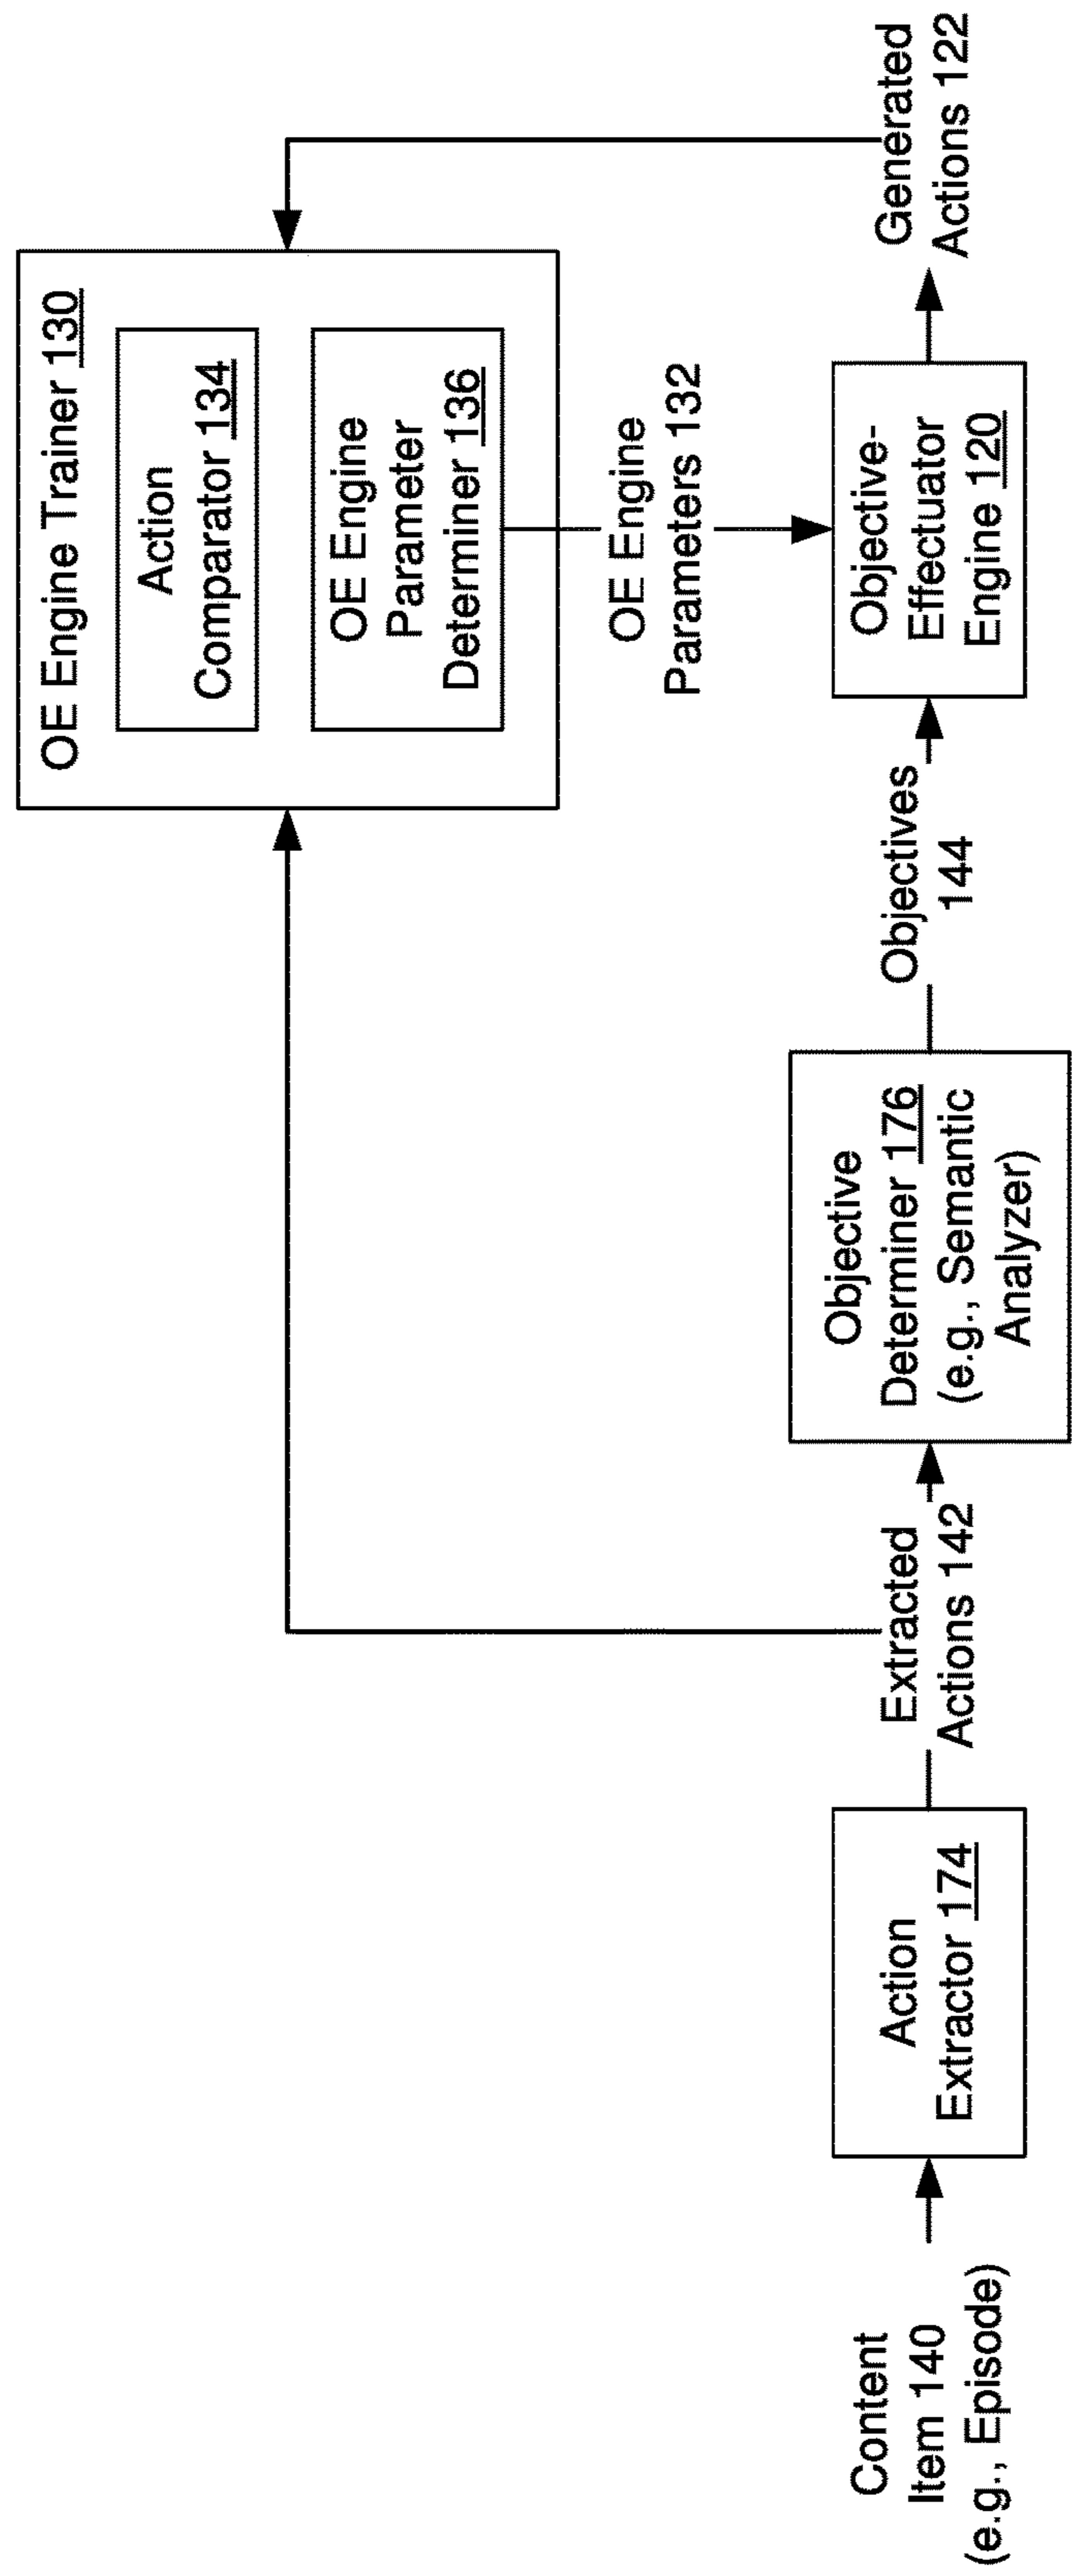 OE Engine Trainer 130
Action
Comparator 134
OE Engine
Parameter
Determiner 136
OE Engine
Parameters 132
Content
Item 140
(e.g., Episode)
Action
Extractor 174
Extracted
Actions 142
Objective
Determiner 176
(e.g., Semantic
Analyzer)
Objectives
144
Objective-
Effectuator
Engine 120
Generated
Actions 122